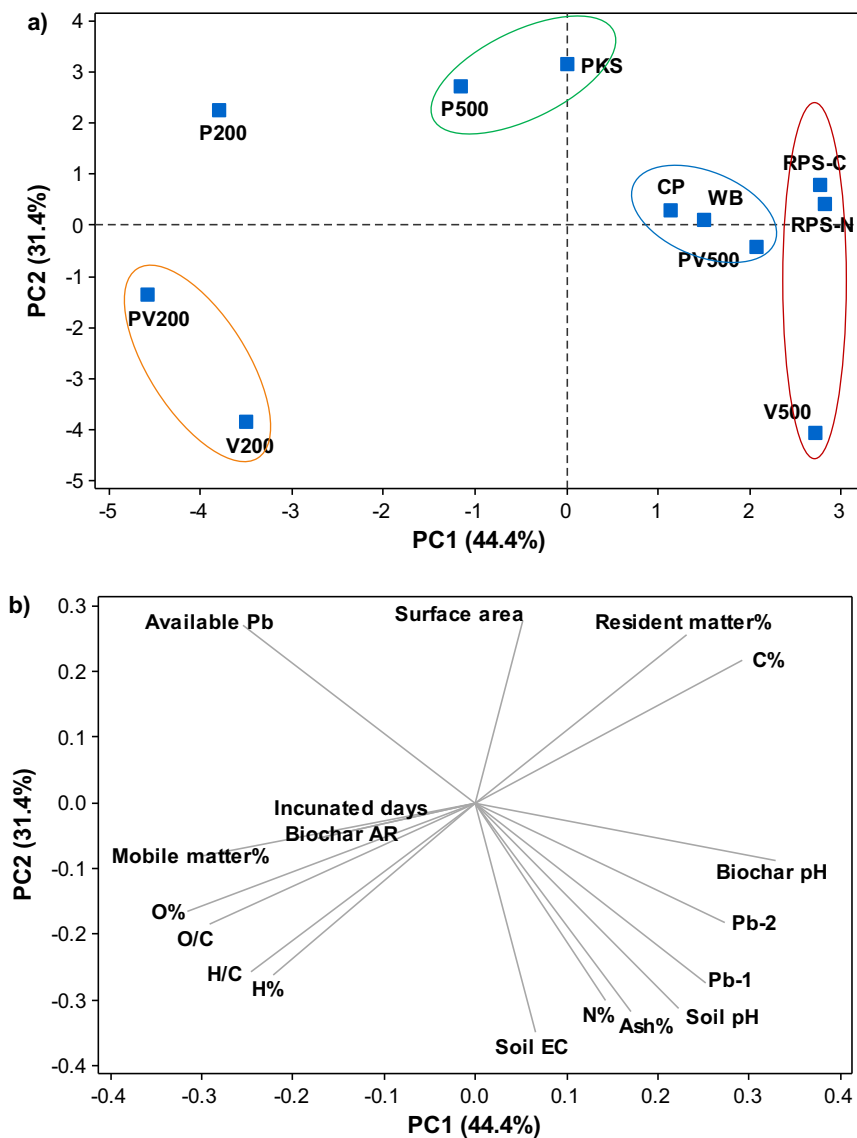 a)
PC2 (31.4%)
4
3
2
1
0
-1
-2
-3
-4
-5
PKS
P500
P200
RPS-C
CP
WB
RPS-N
PV500
PV200
V500
V200
-5
-4
-3
-2
-1
0
1
2
3
PC1 (44.4%)
b)
PC2 (31.4%)
0.3
0.2
0.1
0.0
-0.1
-0.2
-0.3
-0.4
Available Pb
Surface area
Resident matter%
C%
Incunated days
Biochar AR
Mobile matter%
Biochar pH
O%
O/C
Pb-2
H/C
H%
Pb-1
N%
Ash%
Soil pH
Soil EC
-0.4
-0.3
-0.2
-0.1
0.0
0.1
0.2
0.3
0.4
PC1 (44.4%)